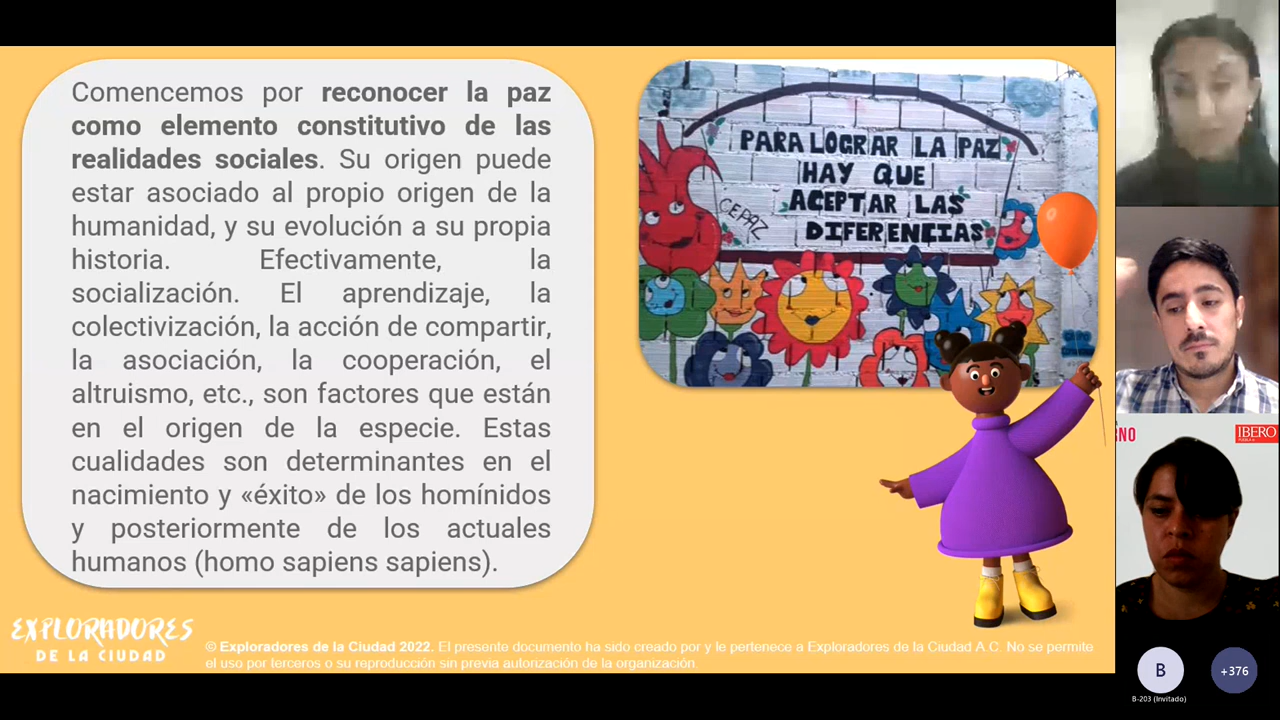 Comencemos por reconocer la paz
como elemento constitutivo de las
realidades sociales. Su origen puede
estar asociado al propio origen de la
humanidad, y su evolución a su propia
historia. Efectivamente, la
socialización. El aprendizaje, la
colectivización, la acción de compartir,
la asociación, la cooperación, el
altruismo, etc., son factores que están
en el origen de la especie. Estas
cualidades son determinantes en el
nacimiento y «éxito» de los homínidos
y posteriormente de los actuales
humanos (homo sapiens sapiens).
PARA LOGRAR LA PAZ
HAY QUE
ACEPTAR LAS
DIFERENCIAS
CEPAZ
EXPLORADORES
DE LA CIUDAD
© Exploradores de la Ciudad 2022. El presente documento ha sido creado por y le pertenece a Exploradores de la Ciudad A.C. No se permite
el uso por terceros o su reproducción sin previa autorización de la organización.
RNO
IBERO
B
+376
B-203 (Invitado)